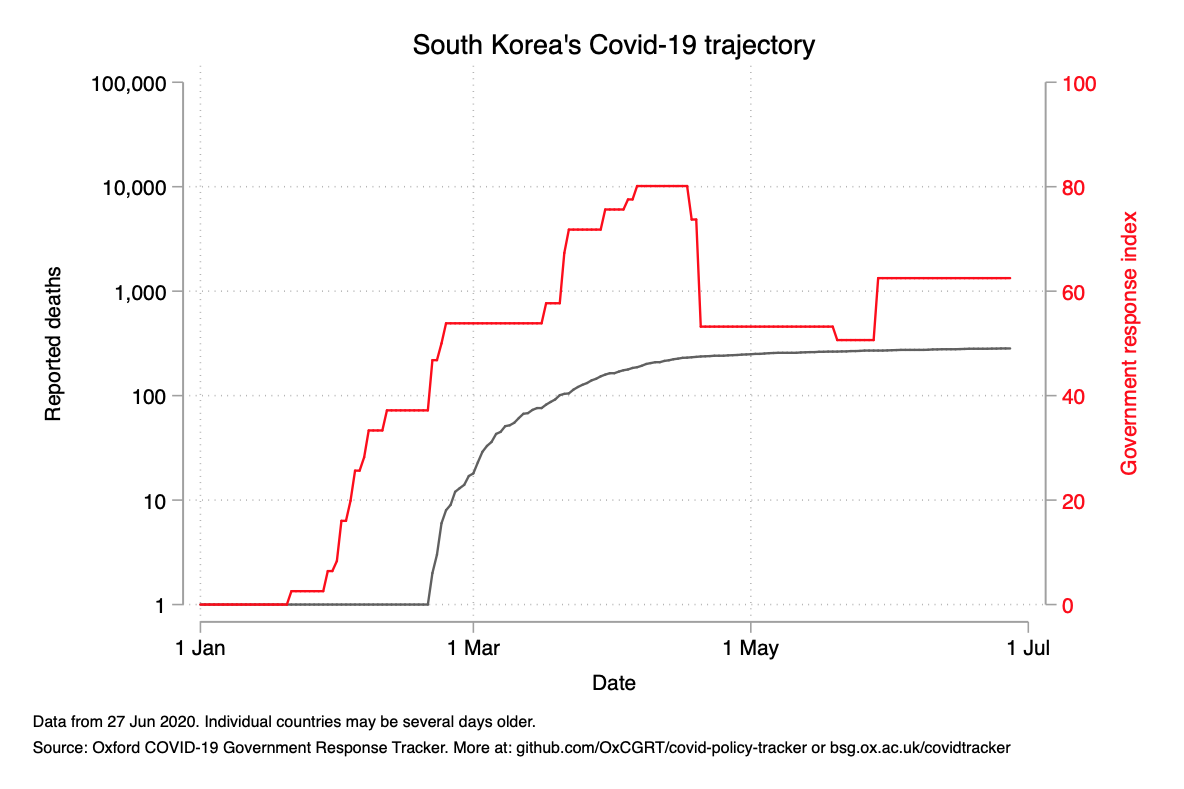 South Korea's Covid-19 trajectory
100,000
10,000
1,000
100
10
1
Reported deaths
100
80
60
40
20
0
Government response index
1 Jan
1 Mar
1 May
1 Jul
Date
Data from 27 Jun 2020. Individual countries may be several days older.
Source: Oxford COVID-19 Government Response Tracker. More at: github.com/OxCGRT/covid-policy-tracker or bsg.ox.ac.uk/covidtracker